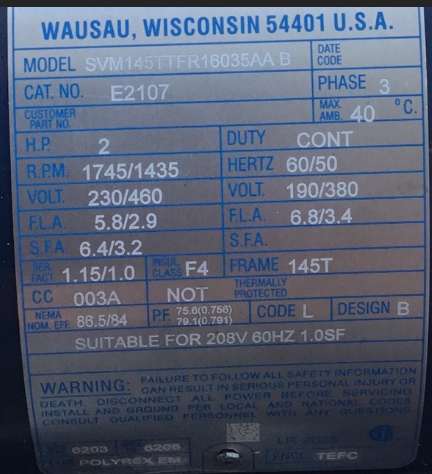 WAUSAU, WISCONSIN 54401 U.S.A.
MODEL SVM145TTFR16035AA B DATE CODE
CAT. NO. E2107 PHASE 3
CUSTOMER PART NO. MAX. AMB. 40 °C.
H.P. 2 DUTY CONT
R.P.M. 1745/1435 HERTZ 60/50
VOLT. 230/460 VOLT. 190/380
F.L.A. 5.8/2.9 F.L.A. 6.8/3.4
S.F.A. 6.4/3.2 S.F.A.
SER. FACT 1.15/1.0 INSUL. CLASS F4 FRAME 145T
CC 003A NOT THERMALLY PROTECTED
NEMA NOM. EFF. 86.5/84 PF 75.6(0.756) 79.1(0.791) CODE L DESIGN B
SUITABLE FOR 208V 60HZ 1.0SF
WARNING: FAILURE TO FOLLOW ALL SAFETY INFORMATION
CAN RESULT IN SERIOUS PERSONAL INJURY OR
DEATH. DISCONNECT ALL POWER BEFORE SERVICING
INSTALL AND GROUND PER LOCAL AND NATIONAL CODES
CONSULT QUALIFIED PERSONNEL WITH ANY QUESTIONS
6203 6205
POLYREX EM TEFC